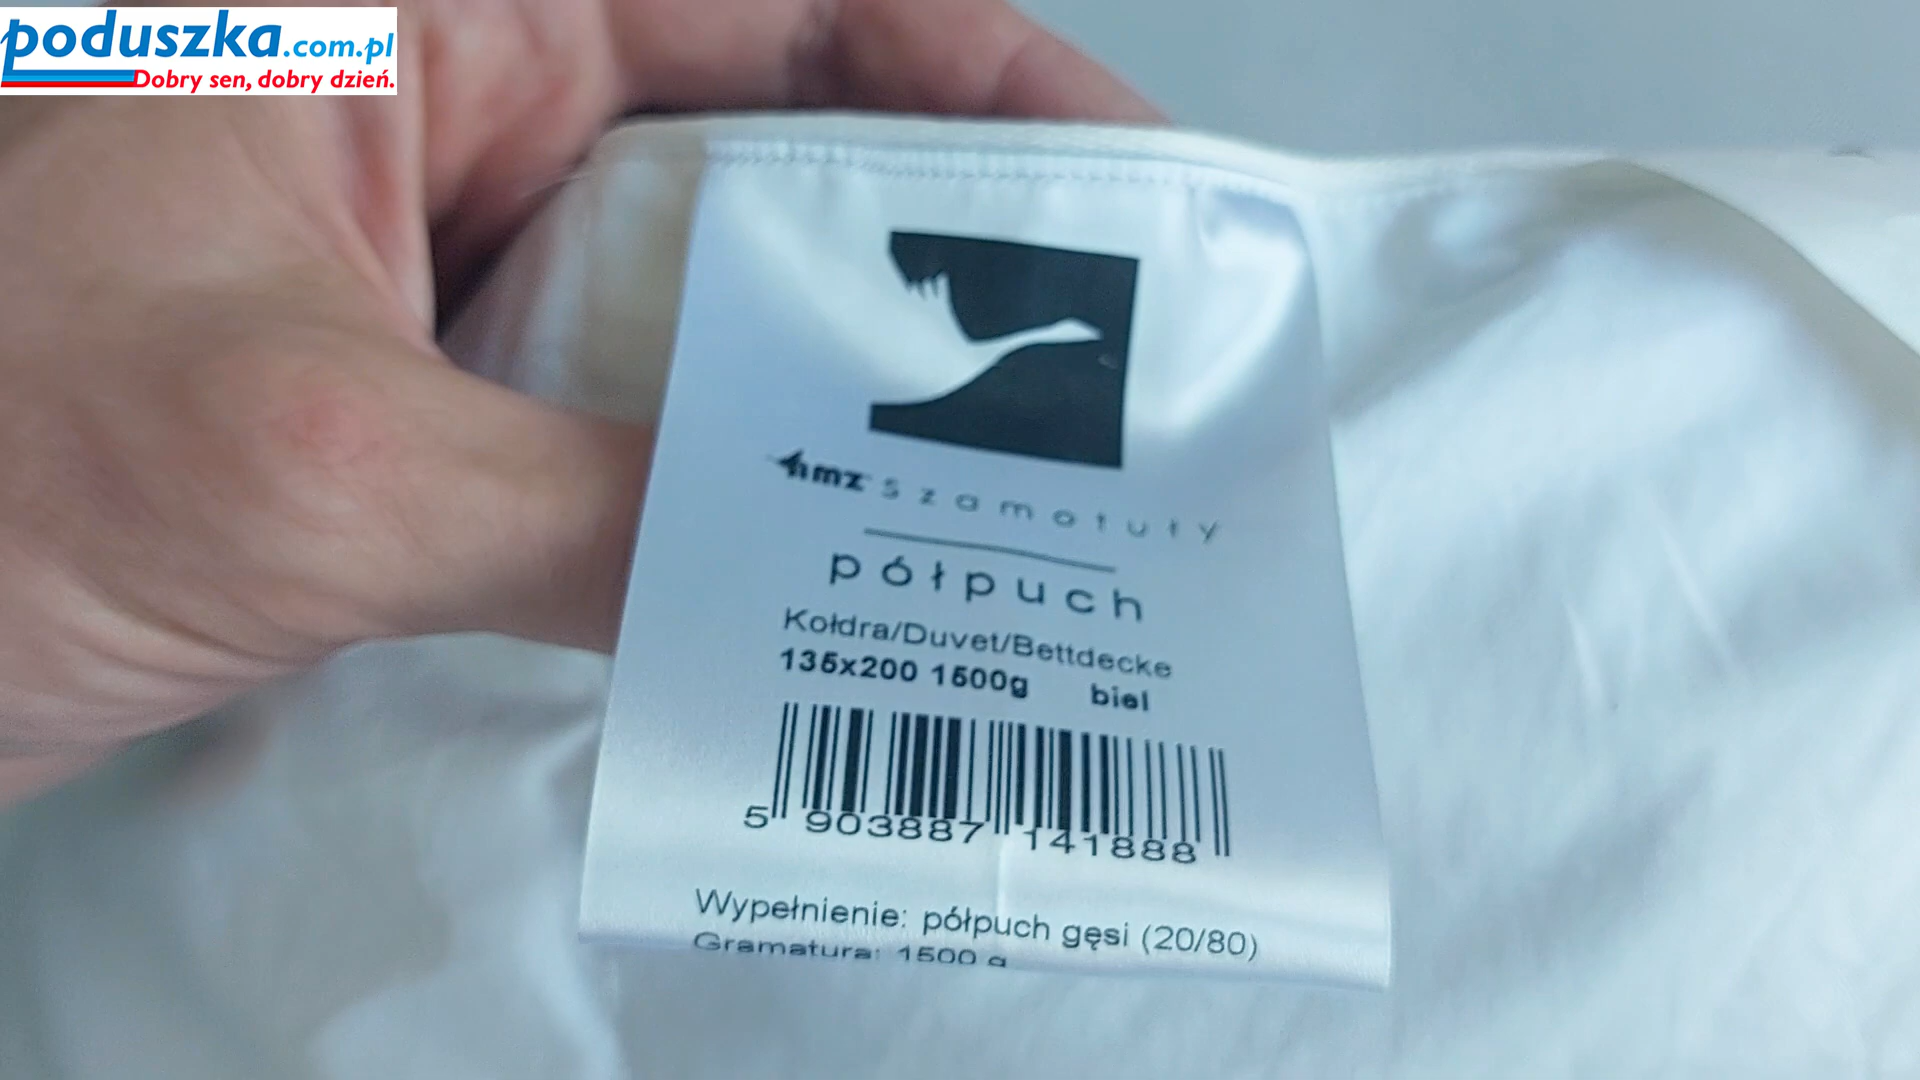 poduszka.com.pl
Dobry sen, dobry dzień.
hmz szamotuły
półpuch
Kołdra/Duvet/Bettdecke
135x200 1500g biel
5 903887 141888
Wypełnienie: półpuch gęsi (20/80)
Gramatura: 1500 g